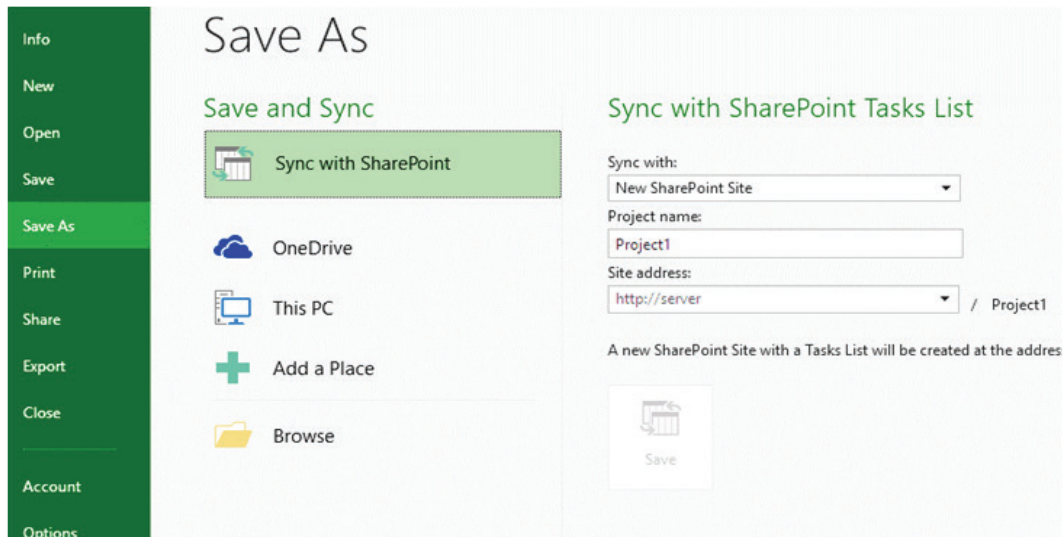 Info
New
Open
Save
Save As
Print
Share
Export
Close
Account
Options
Save As
Save and Sync
Sync with SharePoint
OneDrive
This PC
Add a Place
Browse
Sync with SharePoint Tasks List
Sync with:
New SharePoint Site
Project name:
Project1
Site address:
http://server / Project1
A new SharePoint Site with a Tasks List will be created at the addres
Save